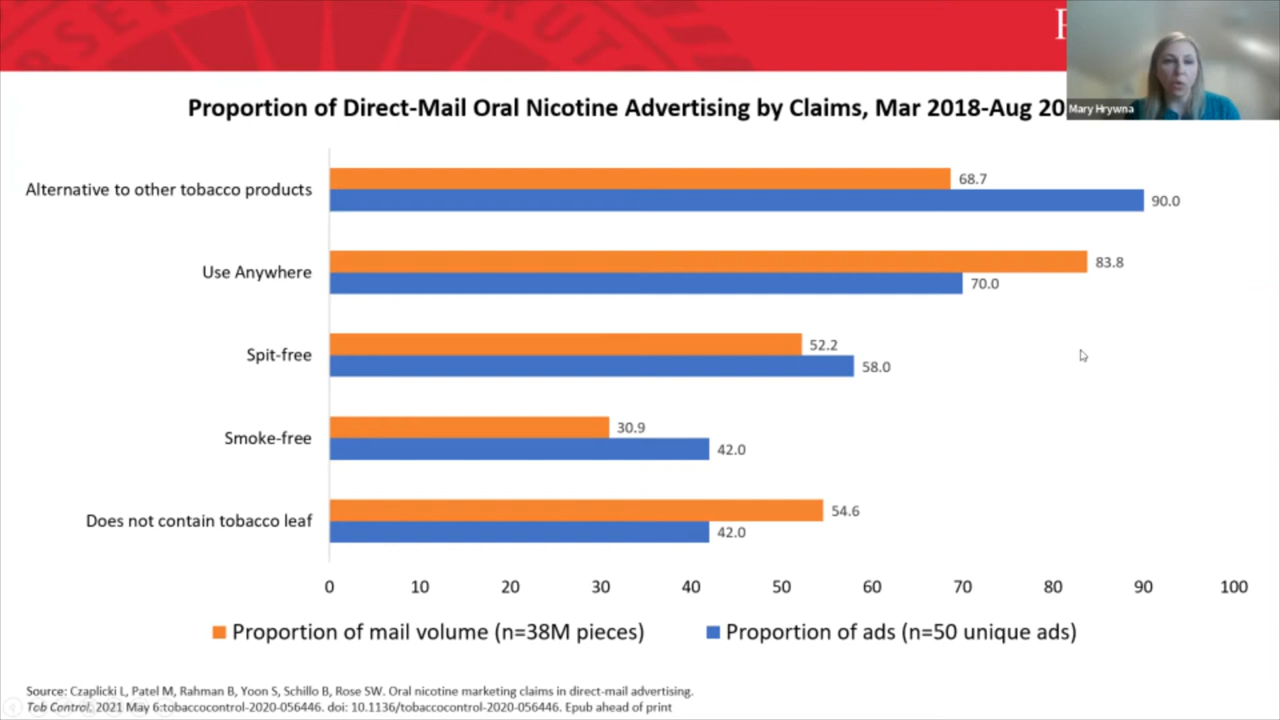 Mary Hrywna
Proportion of Direct-Mail Oral Nicotine Advertising by Claims, Mar 2018-Aug 20
Alternative to other tobacco products
68.7
90.0
Use Anywhere
83.8
70.0
Spit-free
52.2
58.0
Smoke-free
30.9
42.0
Does not contain tobacco leaf
54.6
42.0
0 10 20 30 40 50 60 70 80 90 100
Proportion of mail volume (n=38M pieces) Proportion of ads (n=50 unique ads)
Source: Czaplicki L, Patel M, Rahman B, Yoon S, Schillo B, Rose SW. Oral nicotine marketing claims in direct-mail advertising.
Tob Control. 2021 May 6:tobaccocontrol-2020-056446. doi: 10.1136/tobaccocontrol-2020-056446. Epub ahead of print